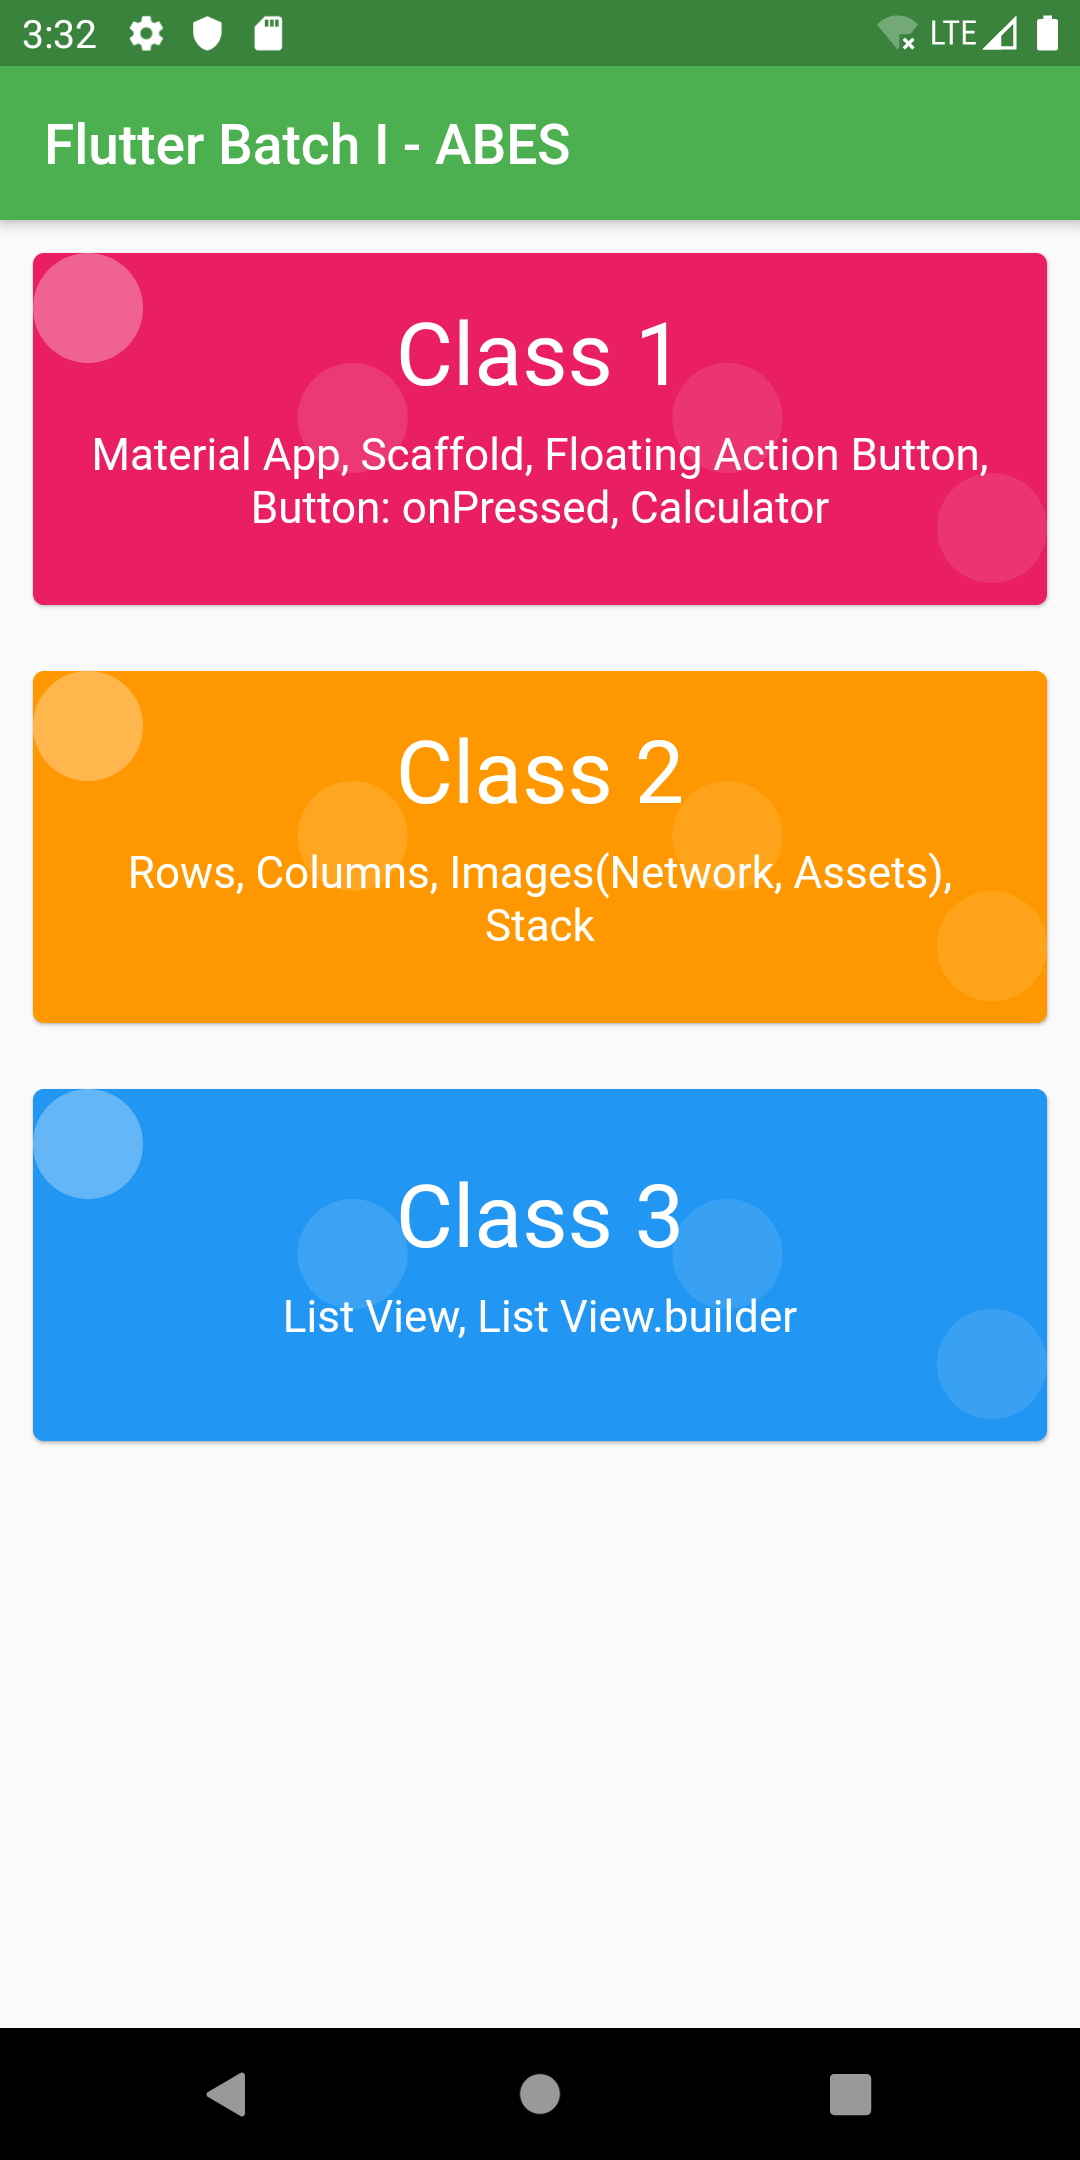 3:32
LTE
Flutter Batch I - ABES
Class 1
Material App, Scaffold, Floating Action Button,
Button: onPressed, Calculator
Class 2
Rows, Columns, Images(Network, Assets),
Stack
Class 3
List View, List View.builder